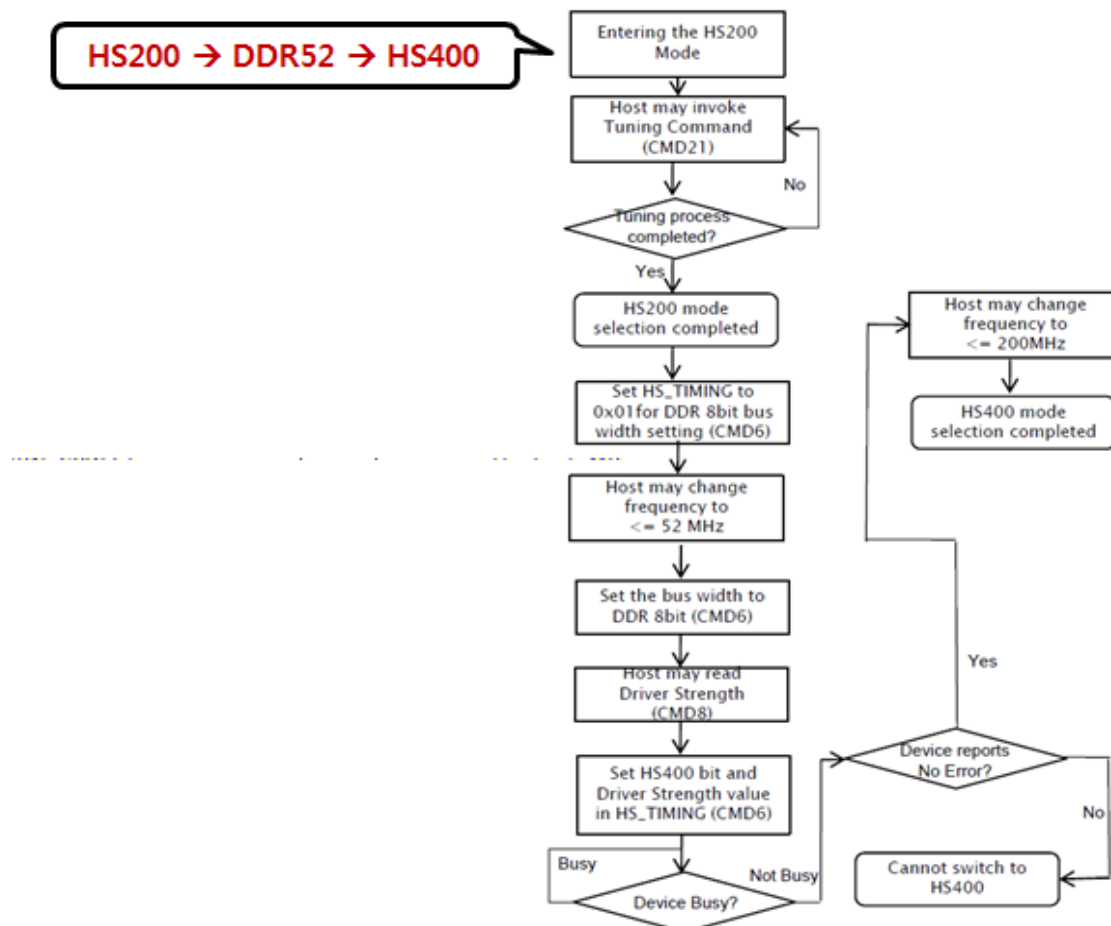 HS200 → DDR52 → HS400
Entering the HS200
Mode
Host may invoke
Tuning Command
(CMD21)
No
Tuning process
completed?
Yes
HS200 mode
selection completed
Set HS_TIMING to
0x01for DDR 8bit bus
width setting (CMD6)
Host may change
frequency to
<= 52 MHz
Set the bus width to
DDR 8bit (CMD6)
Host may read
Driver Strength
(CMD8)
Set HS400 bit and
Driver Strength value
in HS_TIMING (CMD6)
Busy
Not Busy
Device Busy?
Host may change
frequency to
<= 200MHz
HS400 mode
selection completed
Yes
Device reports
No Error?
No
Cannot switch to
HS400